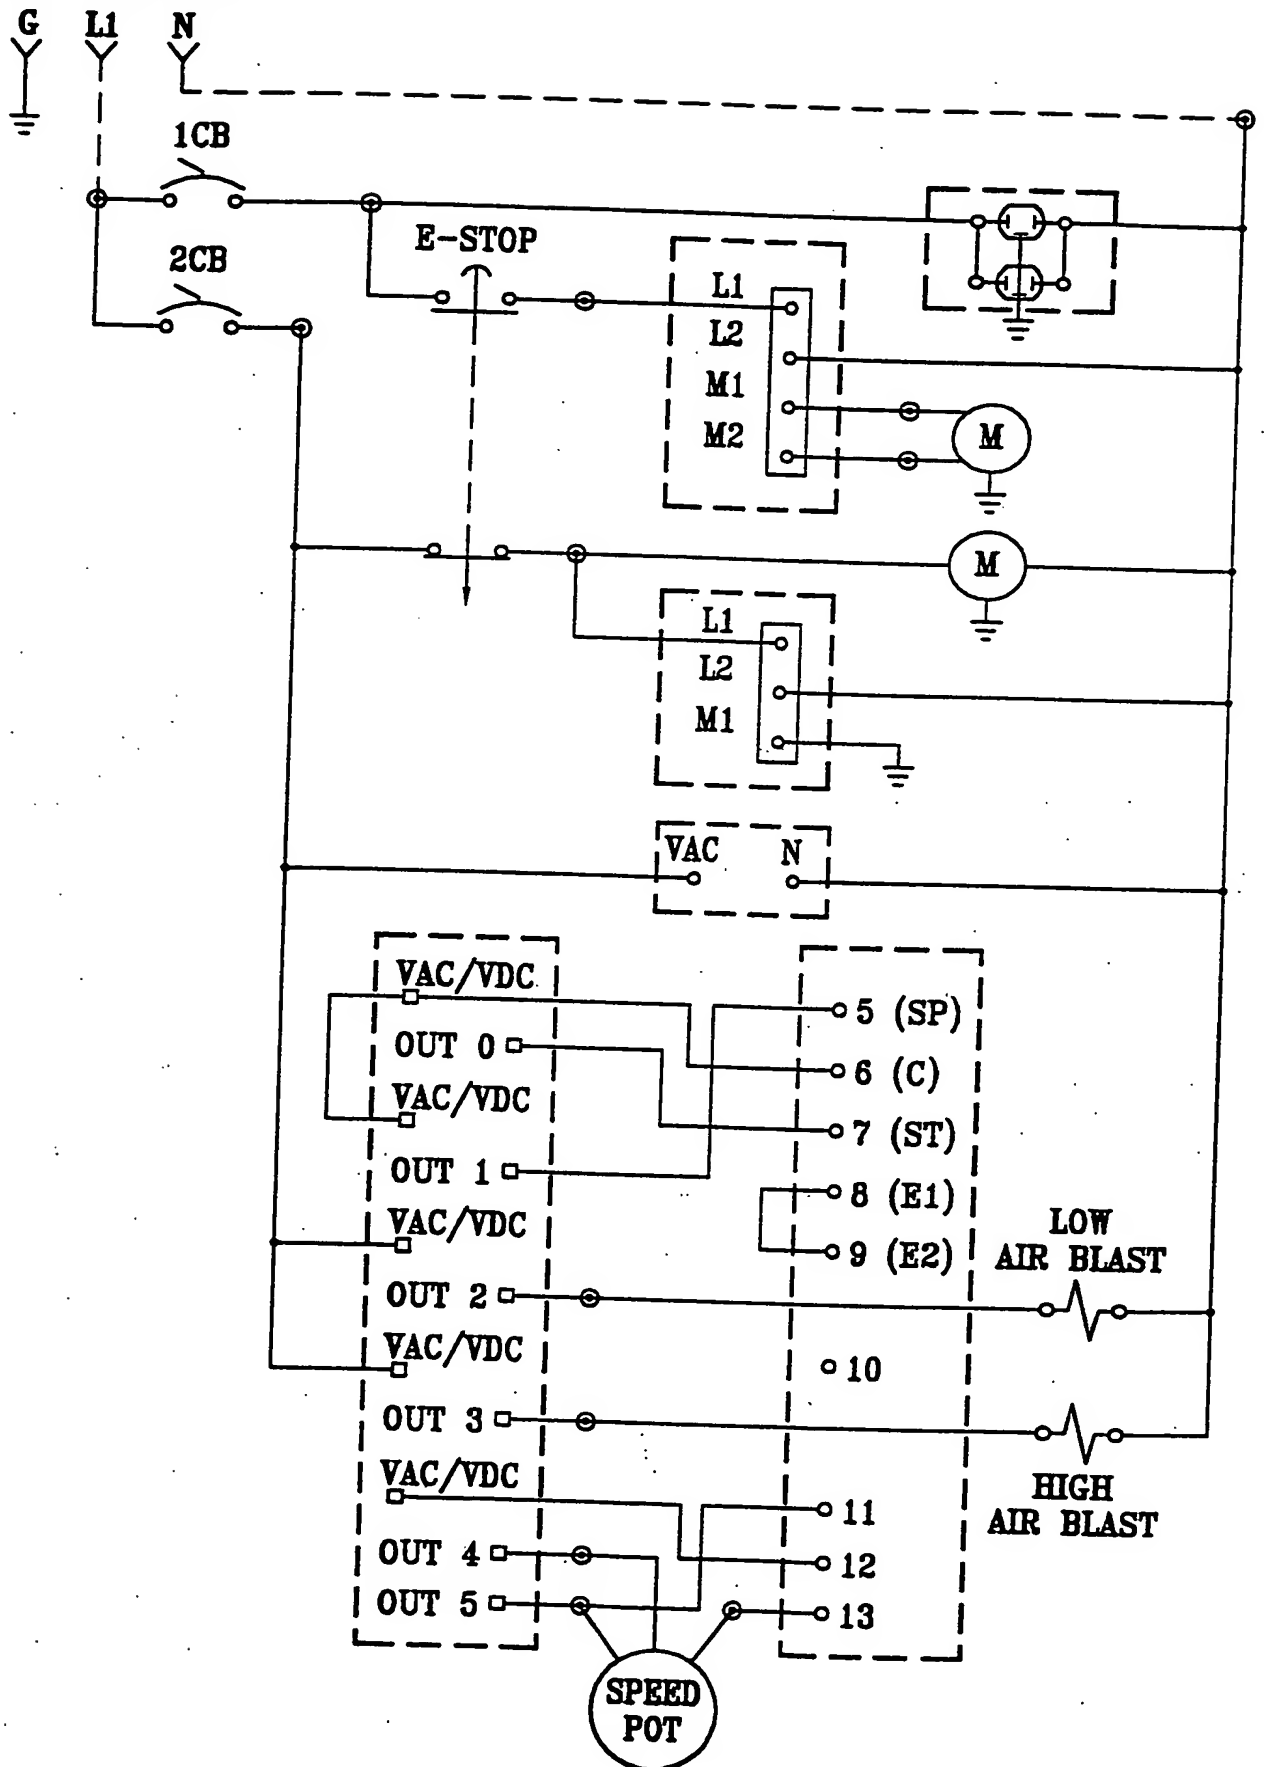 G L1 N
1CB
E-STOP
2CB
L1
L2
M1
M2
M
M
L1
L2
M1
VAC N
VAC/VDC
OUT 0
VAC/VDC
OUT 1
VAC/VDC
OUT 2
VAC/VDC
OUT 3
VAC/VDC
OUT 4
OUT 5
5 (SP)
6 (C)
7 (ST)
8 (E1)
9 (E2)
10
11
12
13
LOW
AIR BLAST
HIGH
AIR BLAST
SPEED
POT